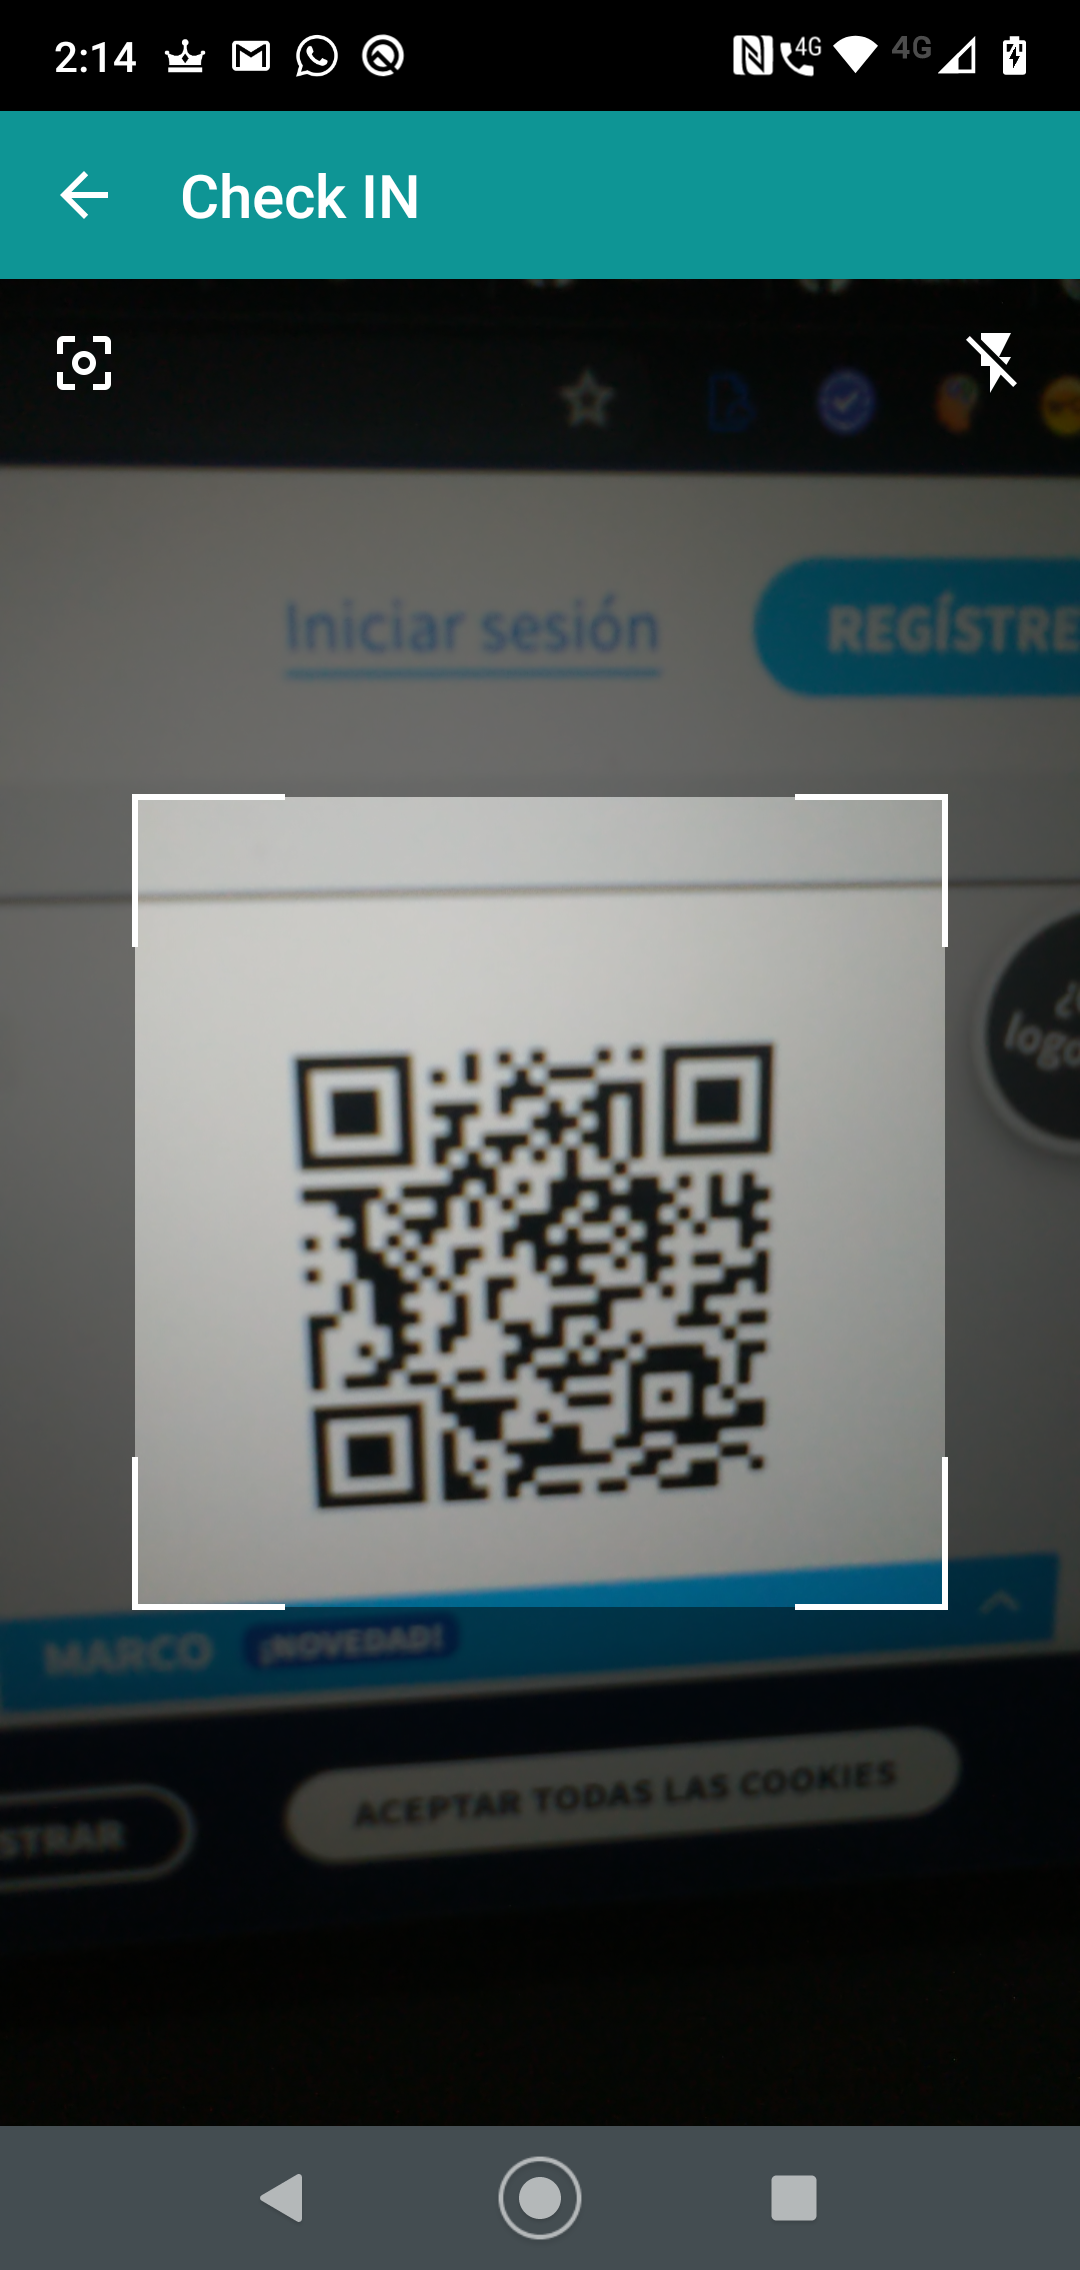 2:14
4G
4G
Check IN
Iniciar sesión
REGÍSTRE
logo
MARCO ¡NOVEDAD!
STRAR
ACEPTAR TODAS LAS COOKIES